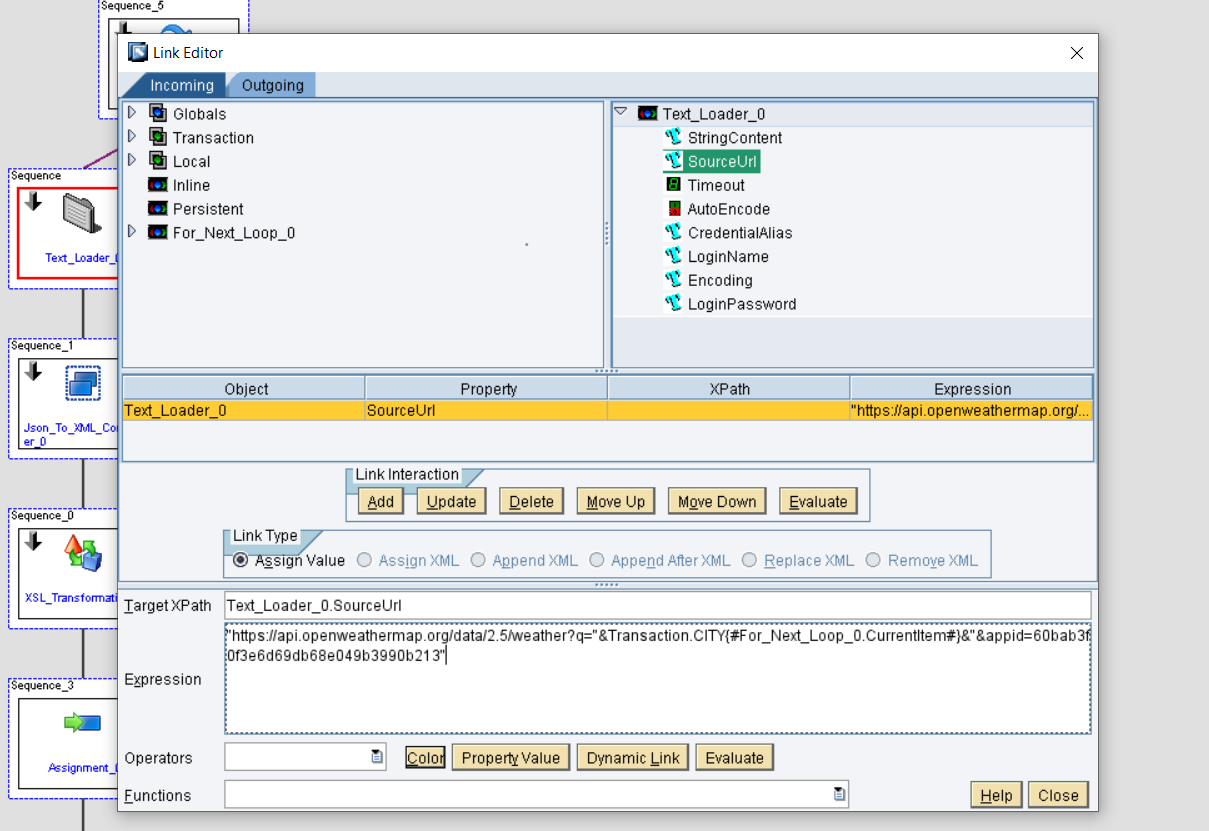 Sequence_5
Link Editor
Incoming
Outgoing
Globals
Transaction
Local
Inline
Persistent
For_Next_Loop_0
Text_Loader_0
StringContent
SourceUrl
Timeout
AutoEncode
CredentialAlias
LoginName
Encoding
LoginPassword
Sequence
Text_Loader_
Sequence_1
Json_To_XML_Co
er_0
Sequence_0
XSL_Transformati
Sequence_3
Assignment_
Object Property XPath Expression
Text_Loader_0 SourceUrl "https://api.openweathermap.org/...
Link Interaction
Add Update Delete Move Up Move Down Evaluate
Link Type
Assign Value Assign XML Append XML Append After XML Replace XML Remove XML
Target XPath Text_Loader_0.SourceUrl
Expression
"https://api.openweathermap.org/data/2.5/weather?q="&Transaction.CITY{#For_Next_Loop_0.CurrentItem#}&"&appid=60bab3f
0f3e6d69db68e049b3990b213"
Operators Color Property Value Dynamic Link Evaluate
Functions Help Close